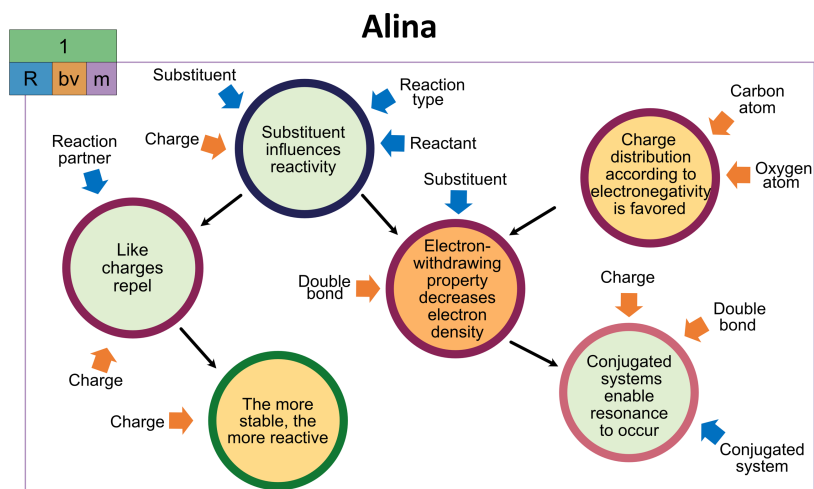 Alina
1
R bv m
Substituent
Reaction
type
Charge
Reactant
Substituent
influences
reactivity
Carbon
atom
Oxygen
atom
Charge
distribution
according to
electronegativity
is favored
Reaction
partner
Like
charges
repel
Charge
Substituent
Double
bond
Electron-
withdrawing
property
decreases
electron
density
Charge
Double
bond
Conjugated
systems
enable
resonance
to occur
Conjugated
system
Charge
The more
stable, the
more reactive